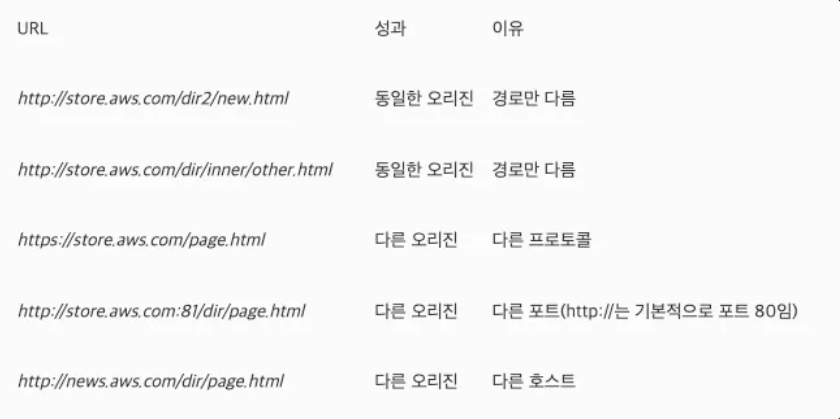 URL 성과 이유
http://store.aws.com/dir2/new.html 동일한 오리진 경로만 다름
http://store.aws.com/dir/inner/other.html 동일한 오리진 경로만 다름
https://store.aws.com/page.html 다른 오리진 다른 프로토콜
http://store.aws.com:81/dir/page.html 다른 오리진 다른 포트(http://는 기본적으로 포트 80임)
http://news.aws.com/dir/page.html 다른 오리진 다른 호스트